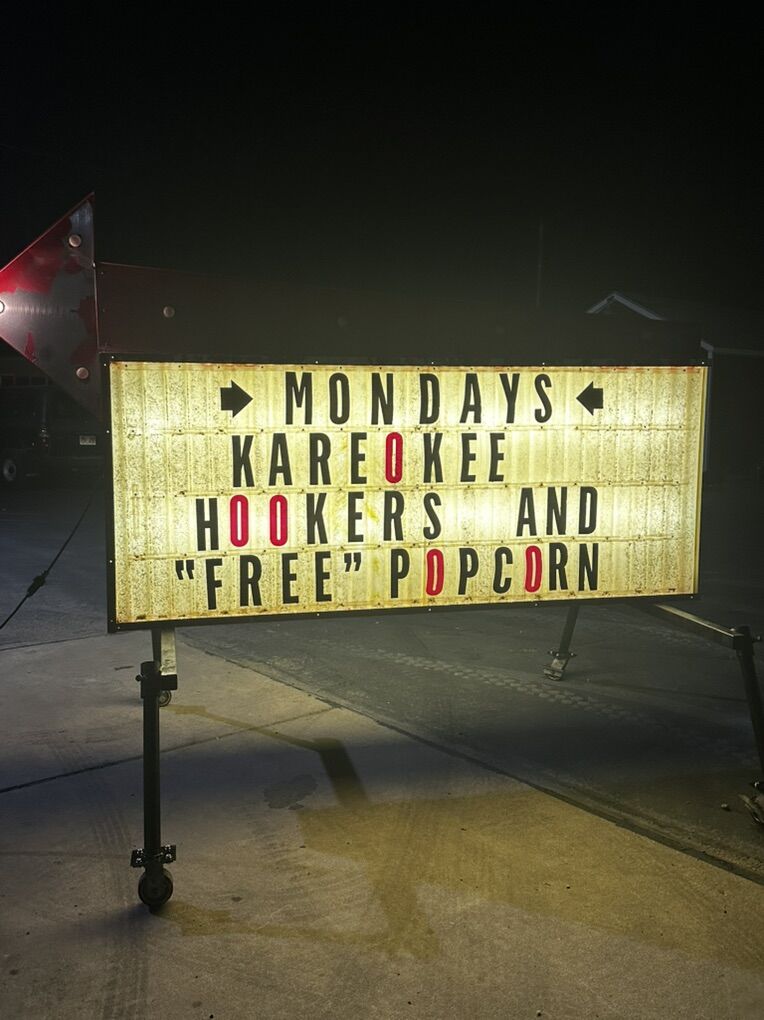 MONDAYS
KAREOKEE
HOOKERS AND
"FREE" POPCORN